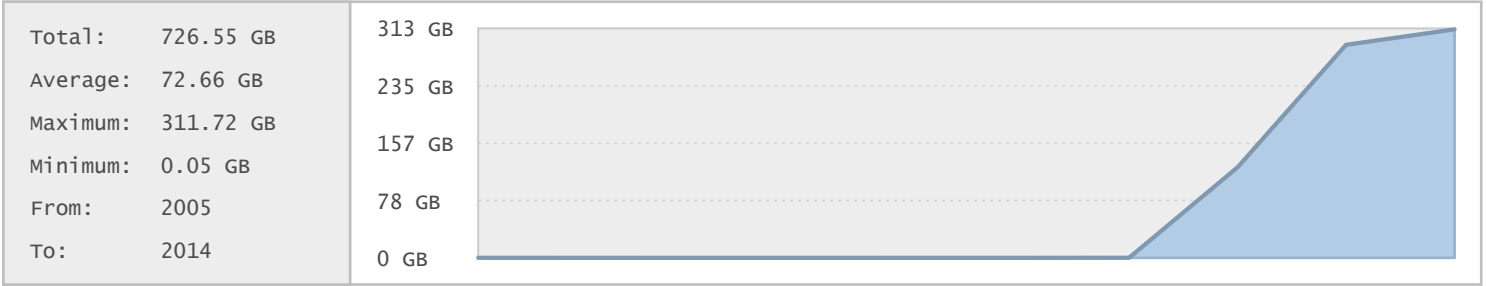 Total: 726.55 GB
Average: 72.66 GB
Maximum: 311.72 GB
Minimum: 0.05 GB
From: 2005
To: 2014
313 GB
235 GB
157 GB
78 GB
0 GB